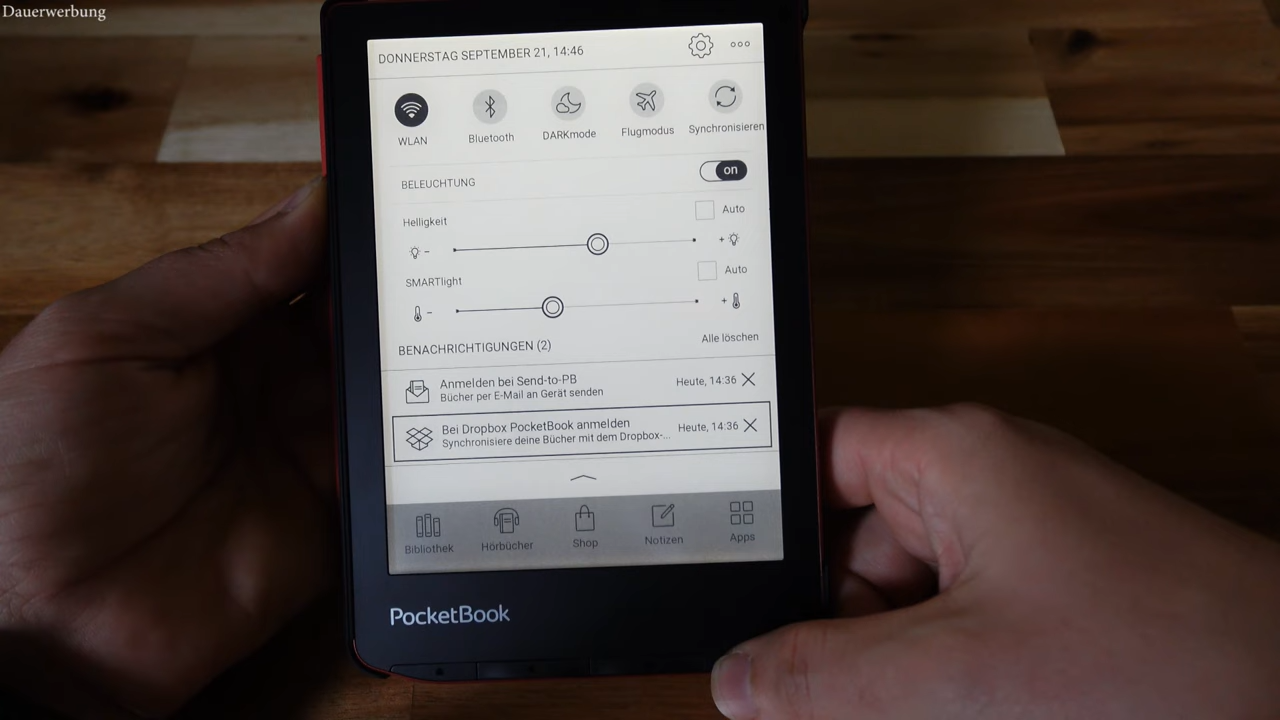 Dauerwerbung
DONNERSTAG SEPTEMBER 21, 14:46
WLAN
Bluetooth
DARKmode
Flugmodus
Synchronisieren
BELEUCHTUNG
on
Helligkeit
Auto
SMARTlight
Auto
BENACHRICHTIGUNGEN (2)
Alle löschen
Anmelden bei Send-to-PB
Bücher per E-Mail an Gerät senden
Heute, 14:36
Bei Dropbox PocketBook anmelden
Synchronisiere deine Bücher mit dem Dropbox-...
Heute, 14:36
Bibliothek
Hörbücher
Shop
Notizen
Apps
PocketBook